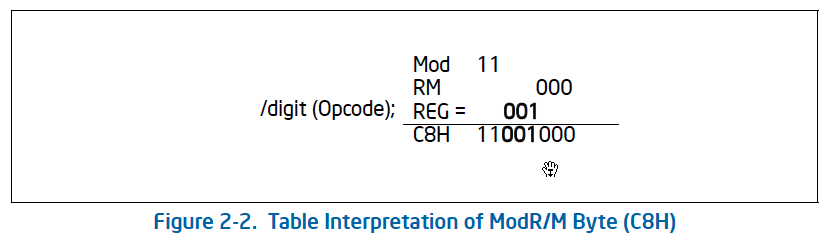 Mod 11
RM 000
/digit (Opcode); REG = 001
C8H 11001000
Figure 2-2. Table Interpretation of ModR/M Byte (C8H)